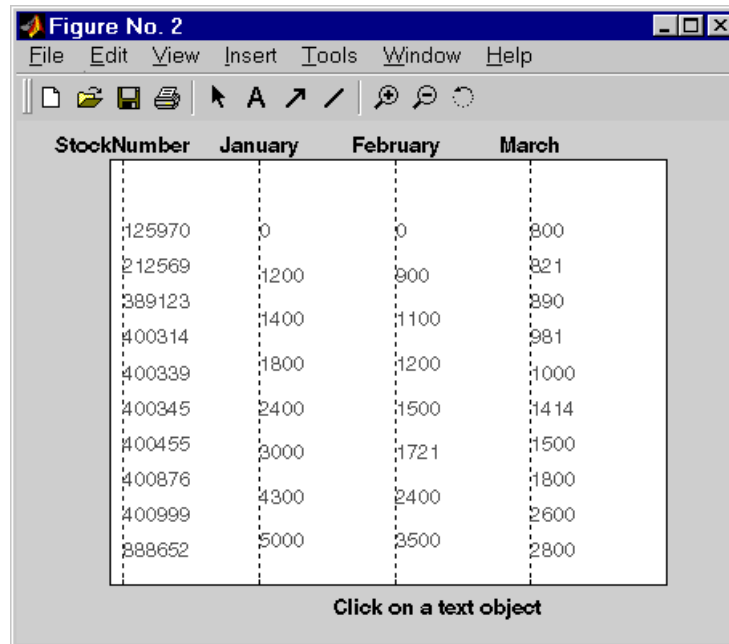 Figure No. 2
File Edit View Insert Tools Window Help
A
StockNumber January February March
125970 0 0 800
212569 1200 900 821
389123 1400 1100 890
400314 1800 1200 981
400339 2400 1500 1000
400345 3000 1721 1414
400455 4300 2400 1500
400876 5000 3500 1800
400999 2600
888652 2800
Click on a text object